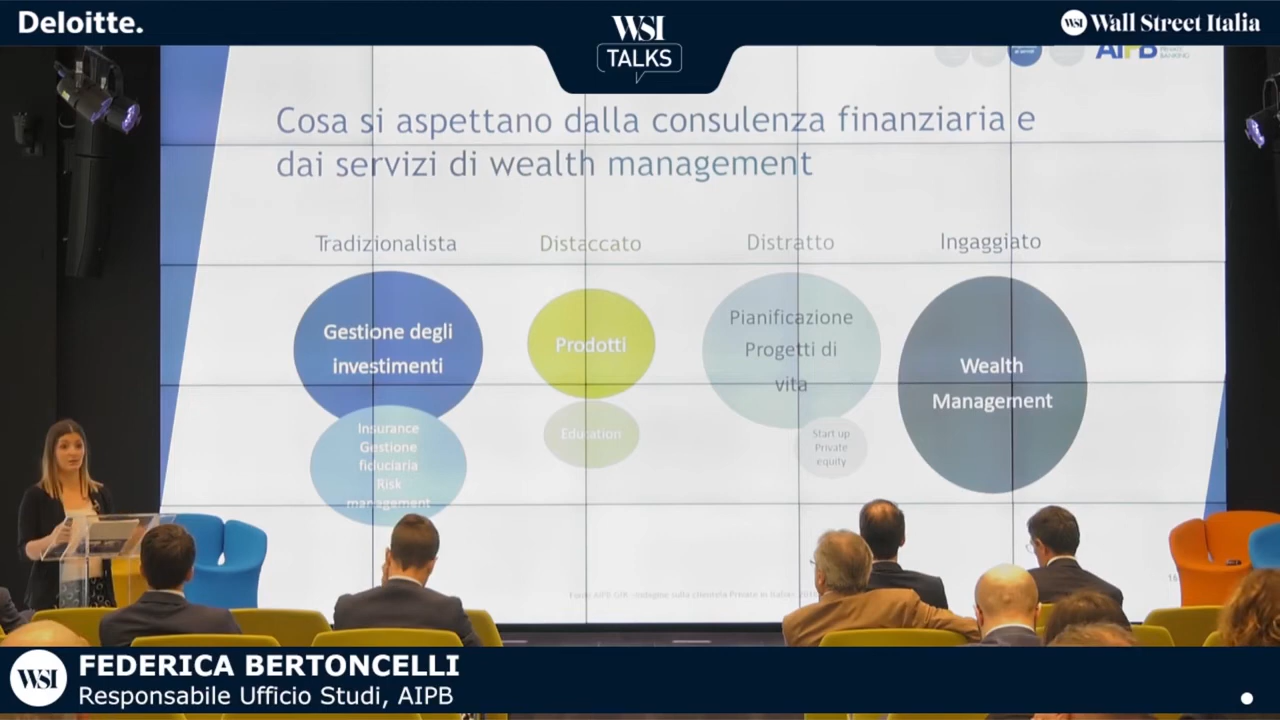 Deloitte.
WSI
TALKS
WSI Wall Street Italia
AIPB
Cosa si aspettano dalla consulenza finanziaria e
dai servizi di wealth management
Tradizionalista
Distaccato
Distratto
Ingaggiato
Gestione degli
investimenti
Insurance
Gestione
fiduciaria
Risk
management
Prodotti
Education
Pianificazione
Progetti di
vita
Start up
Private
equity
Wealth
Management
16
WSI
FEDERICA BERTONCELLI
Responsabile Ufficio Studi, AIPB